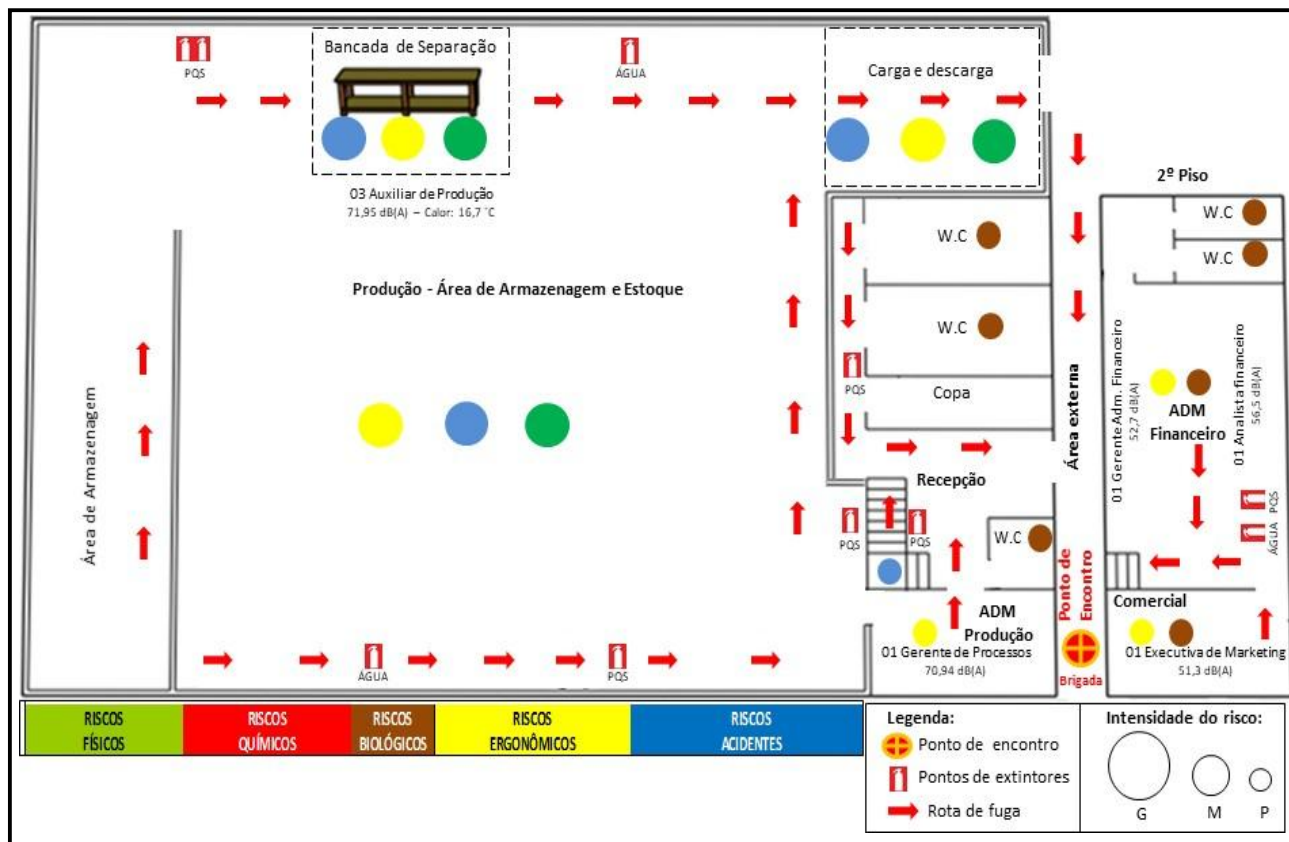 Bancada de Separação
PQS
ÁGUA
Carga e descarga
03 Auxiliar de Produção
71,95 dB(A) – Calor: 16,7 ˚C
2º Piso
W.C
W.C
W.C
W.C
Produção - Área de Armazenagem e Estoque
Área de Armazenagem
PQS
Copa
Recepção
PQS
PQS
W.C
Área externa
Ponto de
Encontro
Brigada
01 Gerente Adm. Financeiro
52,7 dB(A)
ADM
Financeiro
01 Analista financeiro
56,5 dB(A)
PQS
ÁGUA
Comercial
01 Executiva de Marketing
51,3 dB(A)
ADM
Produção
01 Gerente de Processos
70,94 dB(A)
ÁGUA
PQS
RISCOS
FÍSICOS
RISCOS
QUÍMICOS
RISCOS
BIOLÓGICOS
RISCOS
ERGONÔMICOS
RISCOS
ACIDENTES
Legenda:
Ponto de encontro
Pontos de extintores
Rota de fuga
Intensidade do risco:
G
M
P